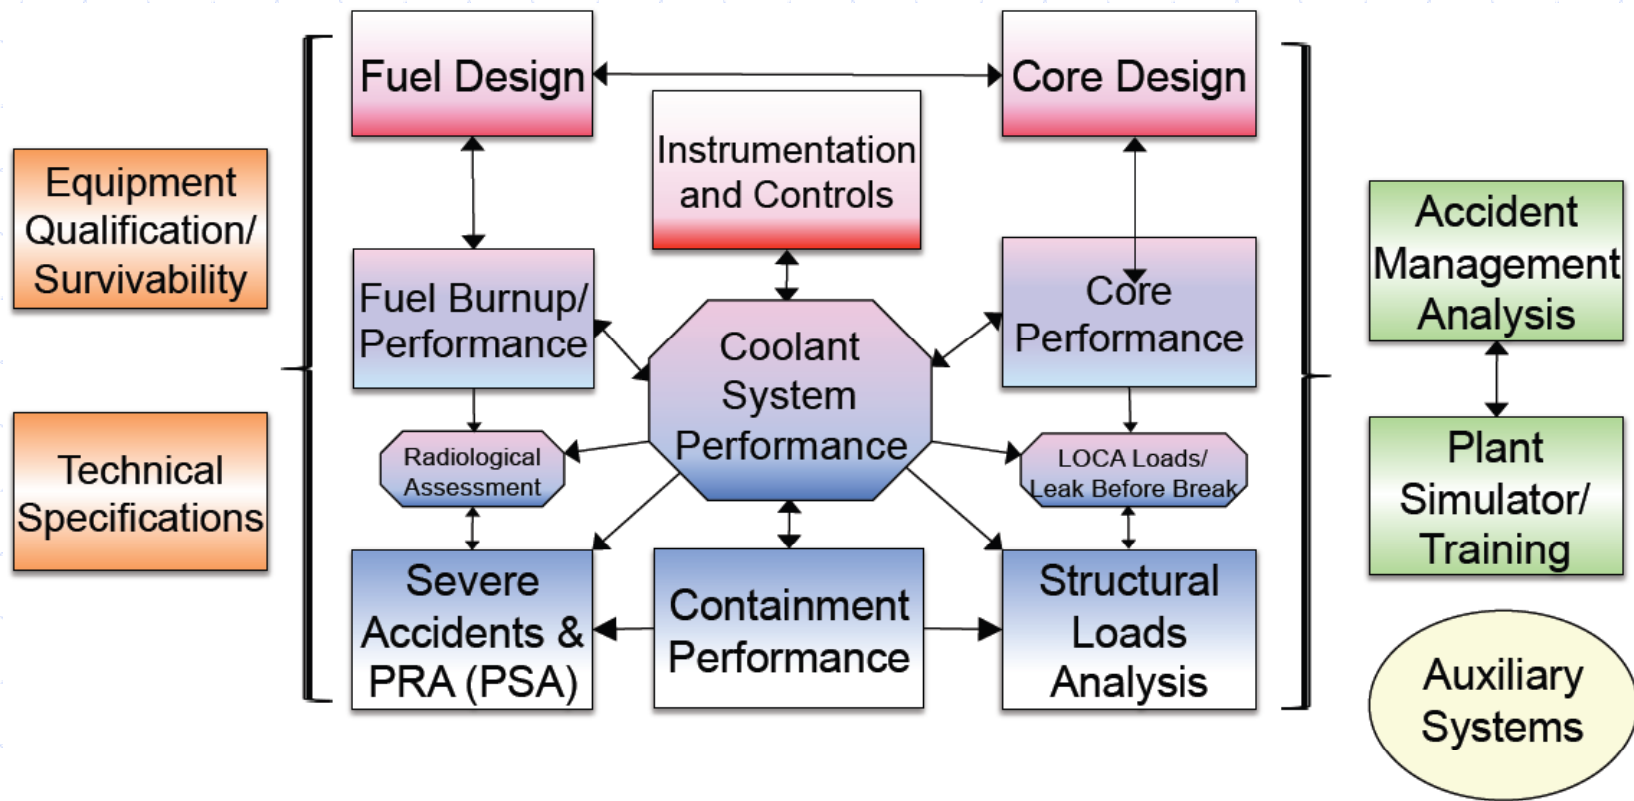 Fuel Design
Core Design
Instrumentation
and Controls
Equipment
Qualification/
Survivability
Technical
Specifications
Fuel Burnup/
Performance
Coolant
System
Performance
Core
Performance
Radiological
Assessment
LOCA Loads/
Leak Before Break
Severe
Accidents &
PRA (PSA)
Containment
Performance
Structural
Loads
Analysis
Accident
Management
Analysis
Plant
Simulator/
Training
Auxiliary
Systems